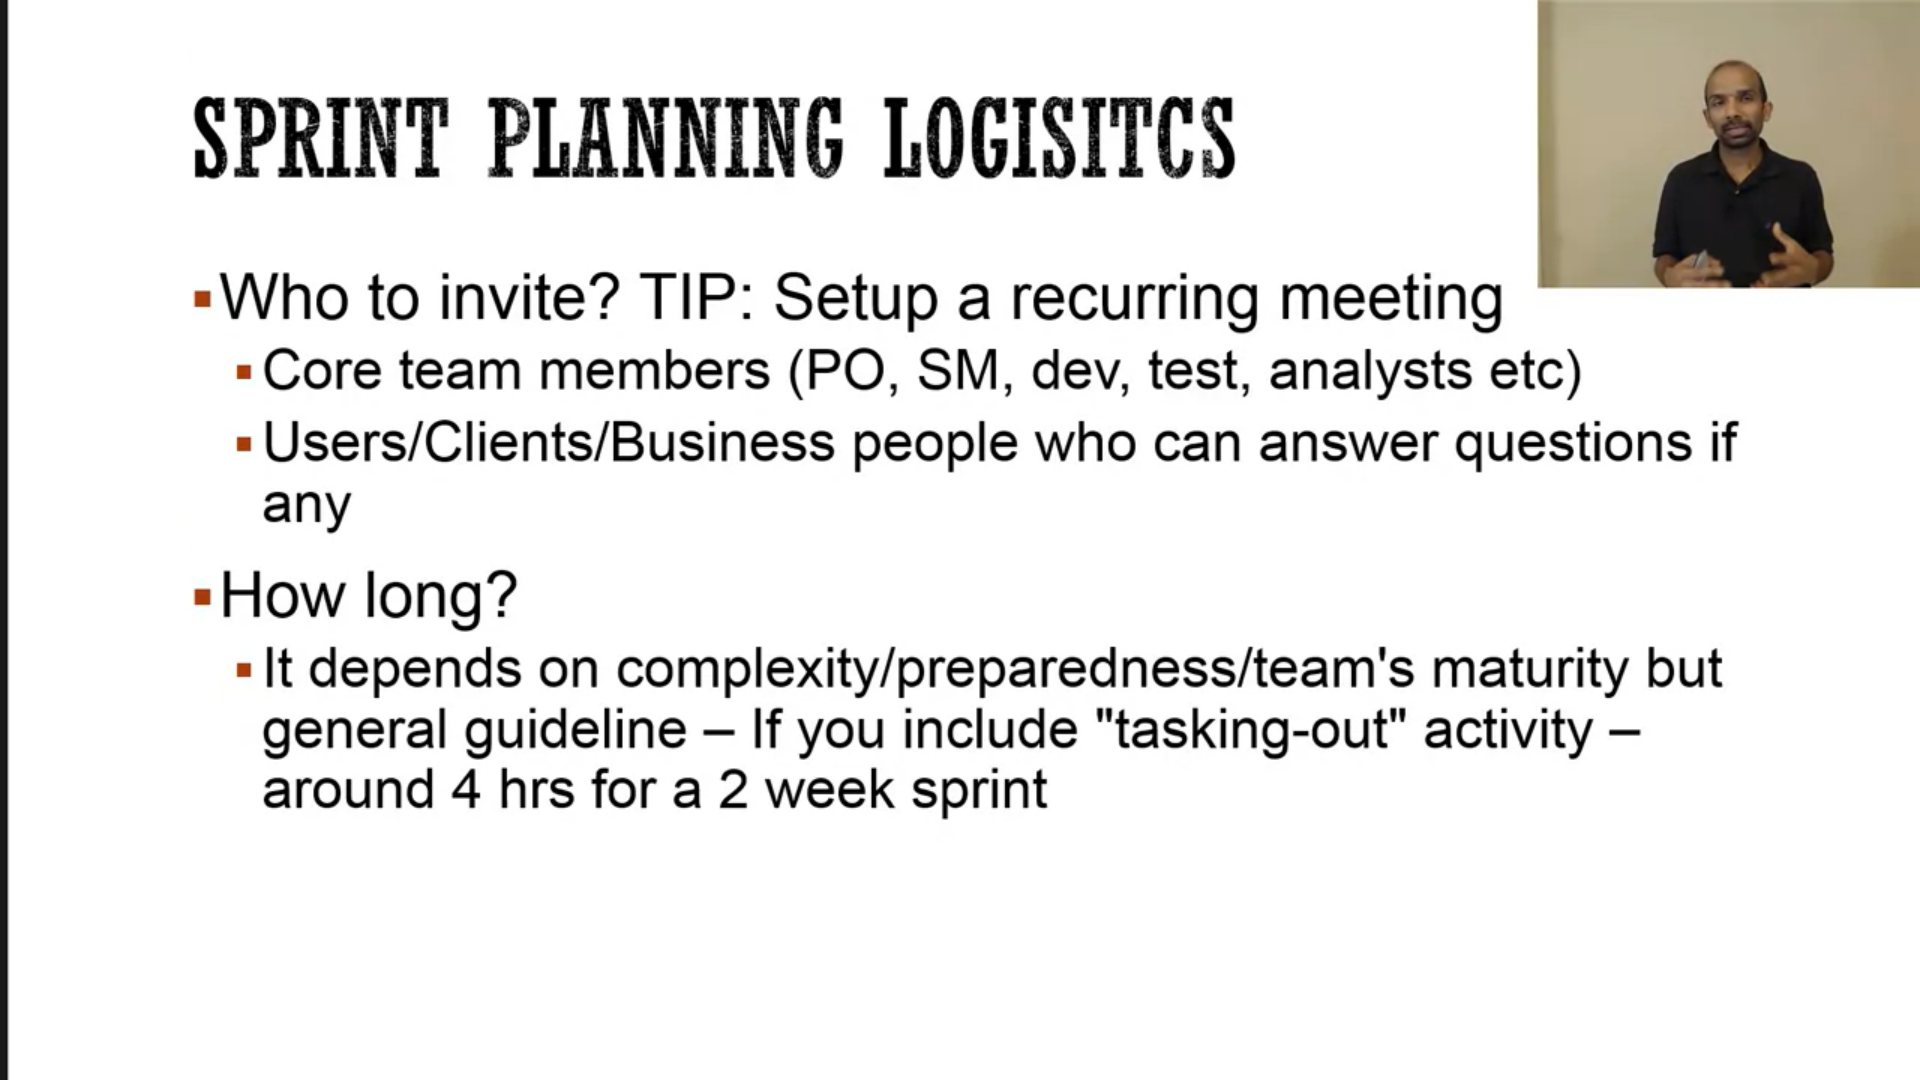 SPRINT PLANNING LOGISITCS
Who to invite? TIP: Setup a recurring meeting
Core team members (PO, SM, dev, test, analysts etc)
Users/Clients/Business people who can answer questions if
any
How long?
It depends on complexity/preparedness/team's maturity but
general guideline – If you include "tasking-out" activity –
around 4 hrs for a 2 week sprint